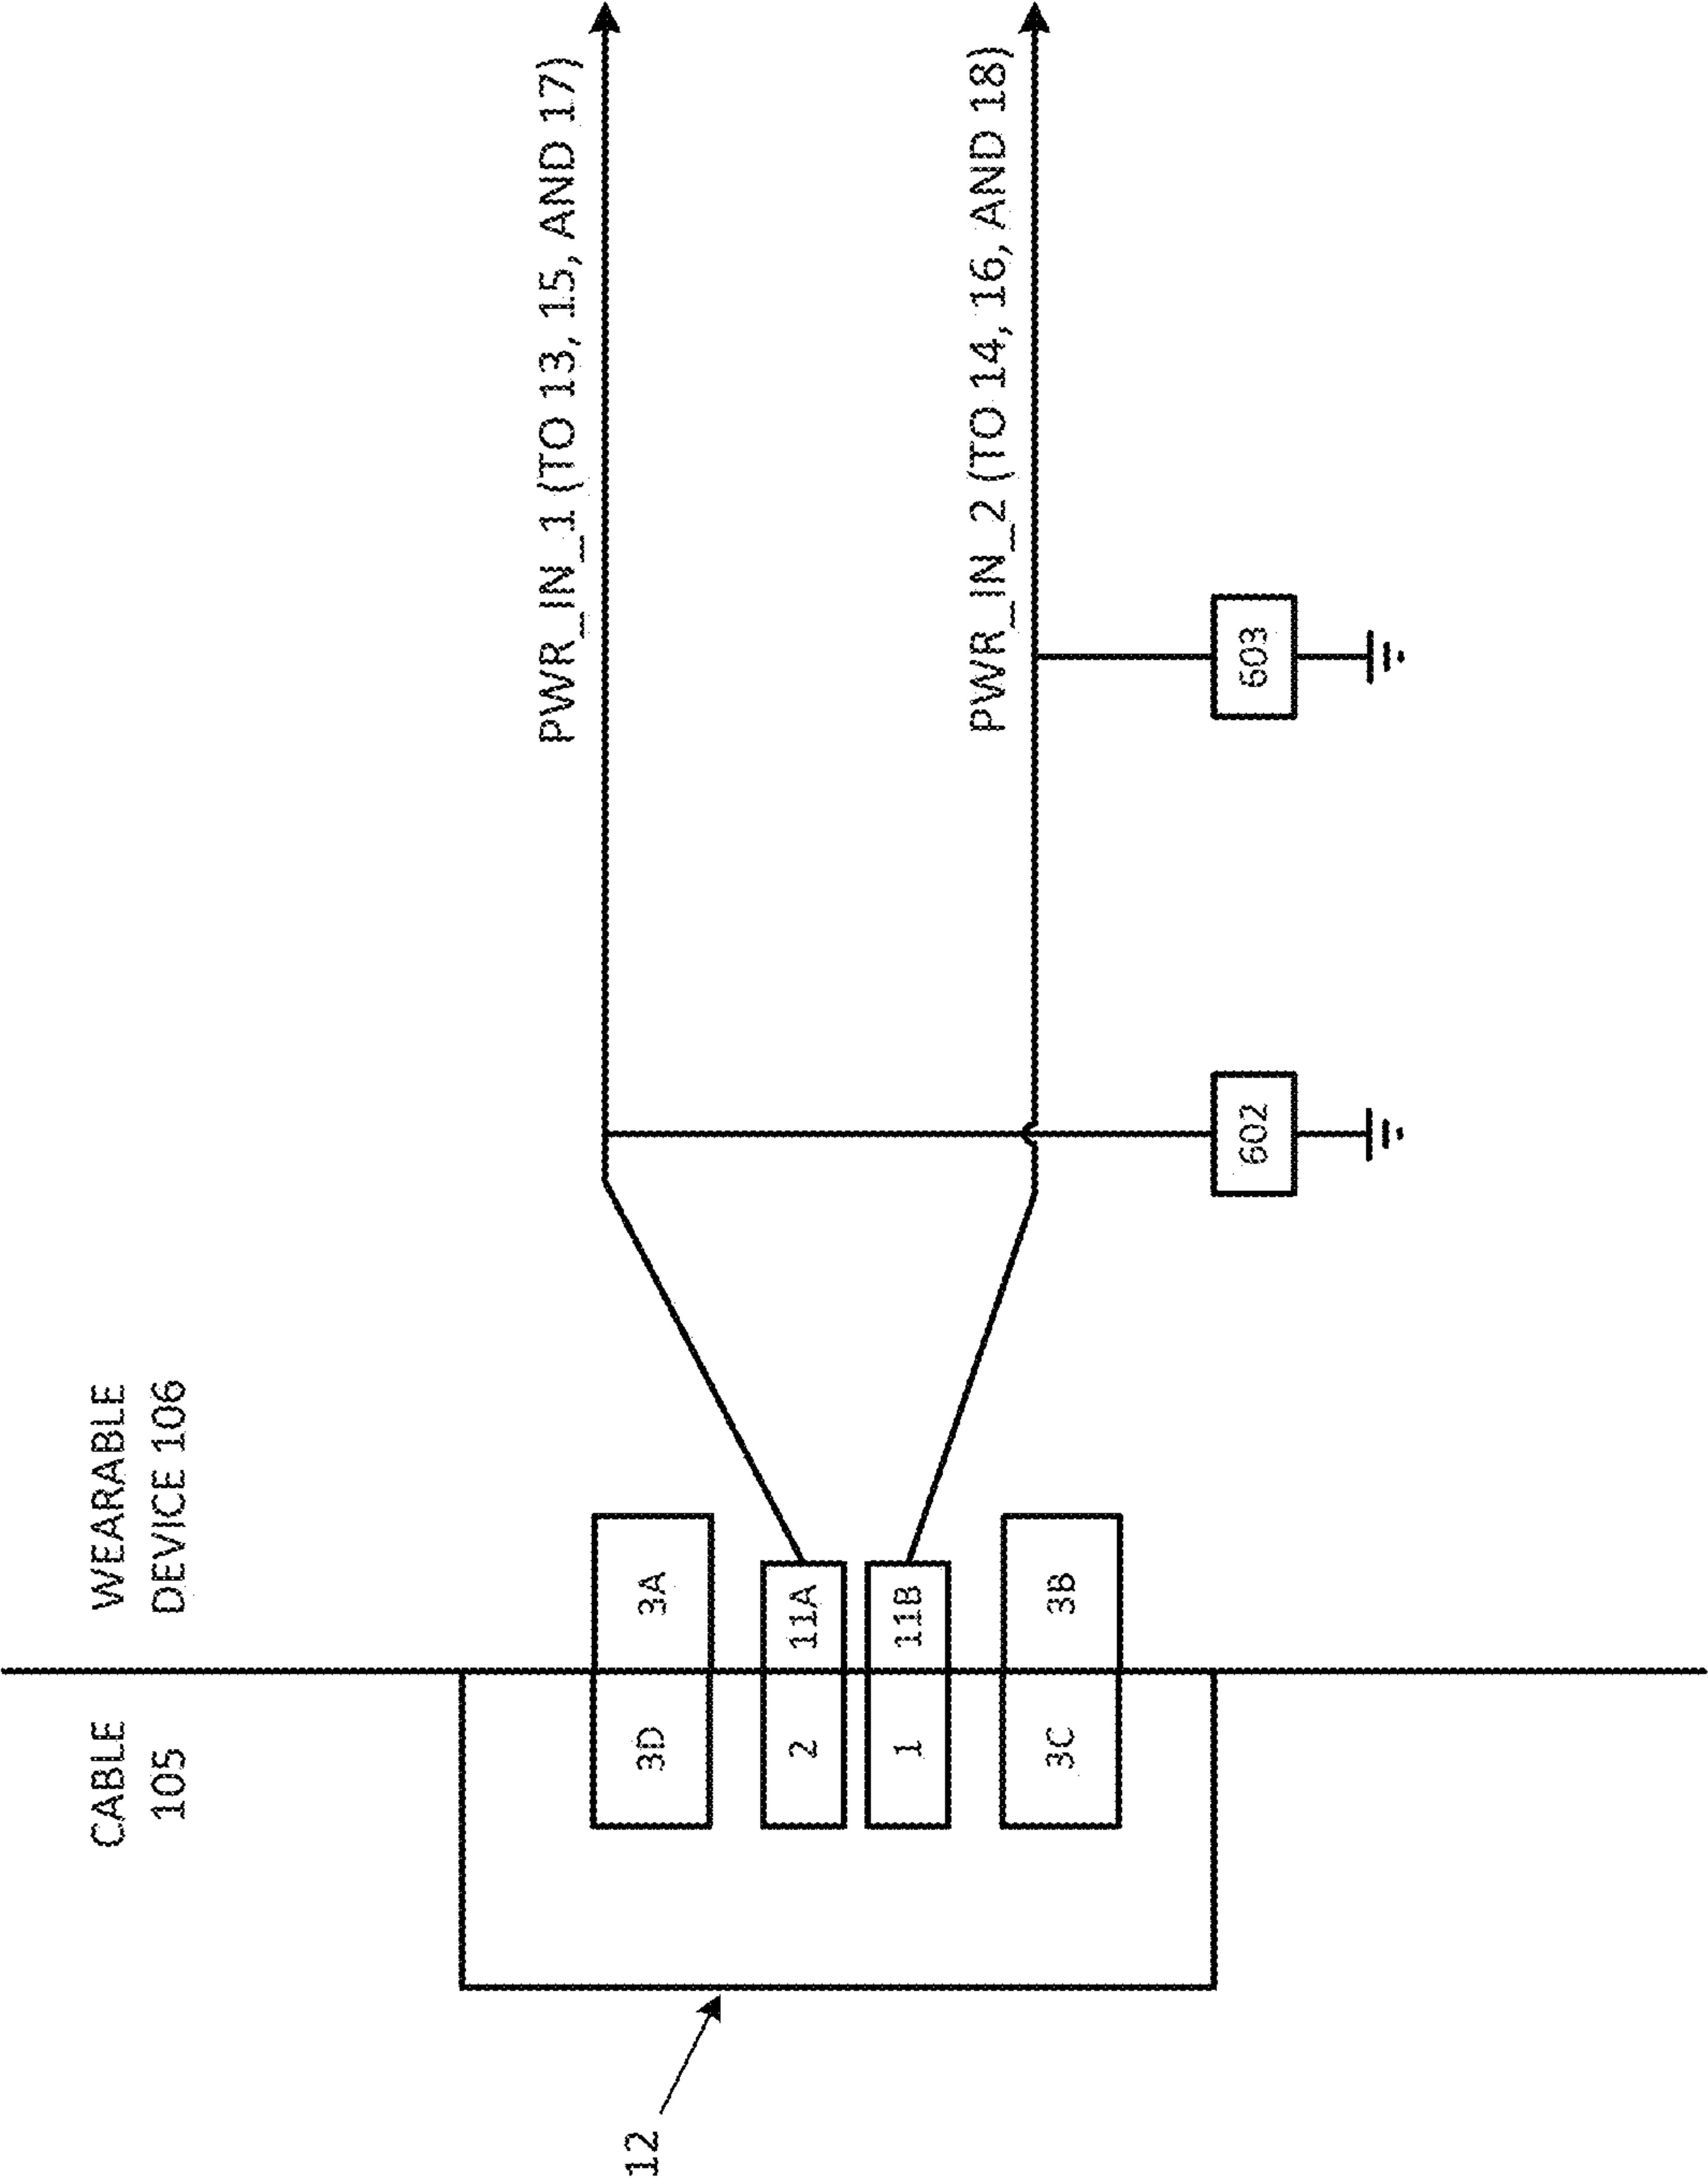 CABLE
105
WEARABLE
DEVICE 106
PWR_IN_1 (TO 13, 15, AND 17)
3D
3A
2
11A
1
11B
PWR_IN_2 (TO 14, 16, AND 18)
3C
3B
602
603
12